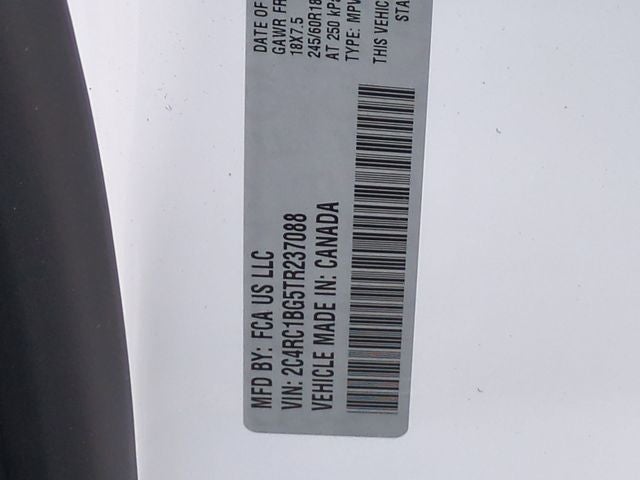 MFD BY: FCA US LLC
DATE OF
VIN: 2C4RC1BG5TR237088
GAWR FR
VEHICLE MADE IN: CANADA
18X7.5
245/60R18
AT 250 kPa
TYPE: MPV
THIS VEHIC
STA